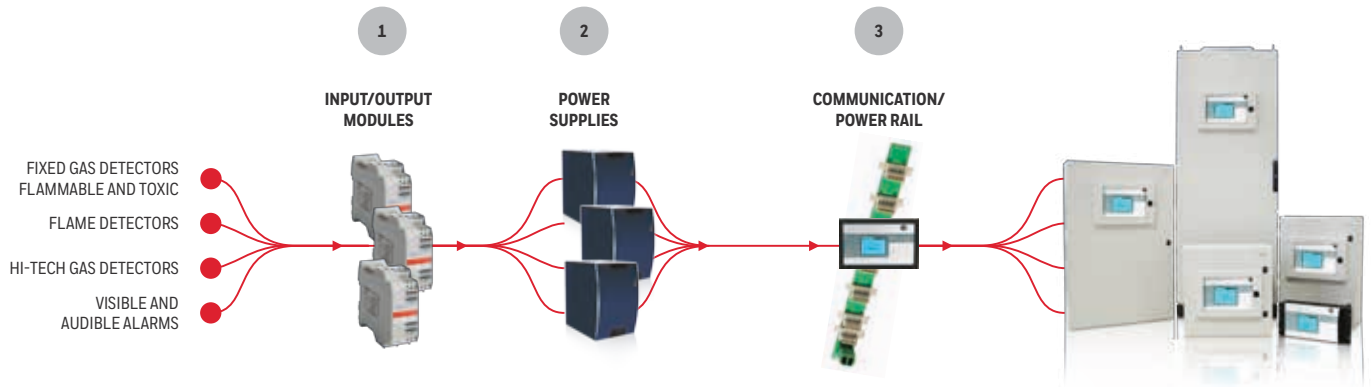 1
2
3
INPUT/OUTPUT
MODULES
POWER
SUPPLIES
COMMUNICATION/
POWER RAIL
FIXED GAS DETECTORS
FLAMMABLE AND TOXIC
FLAME DETECTORS
HI-TECH GAS DETECTORS
VISIBLE AND
AUDIBLE ALARMS